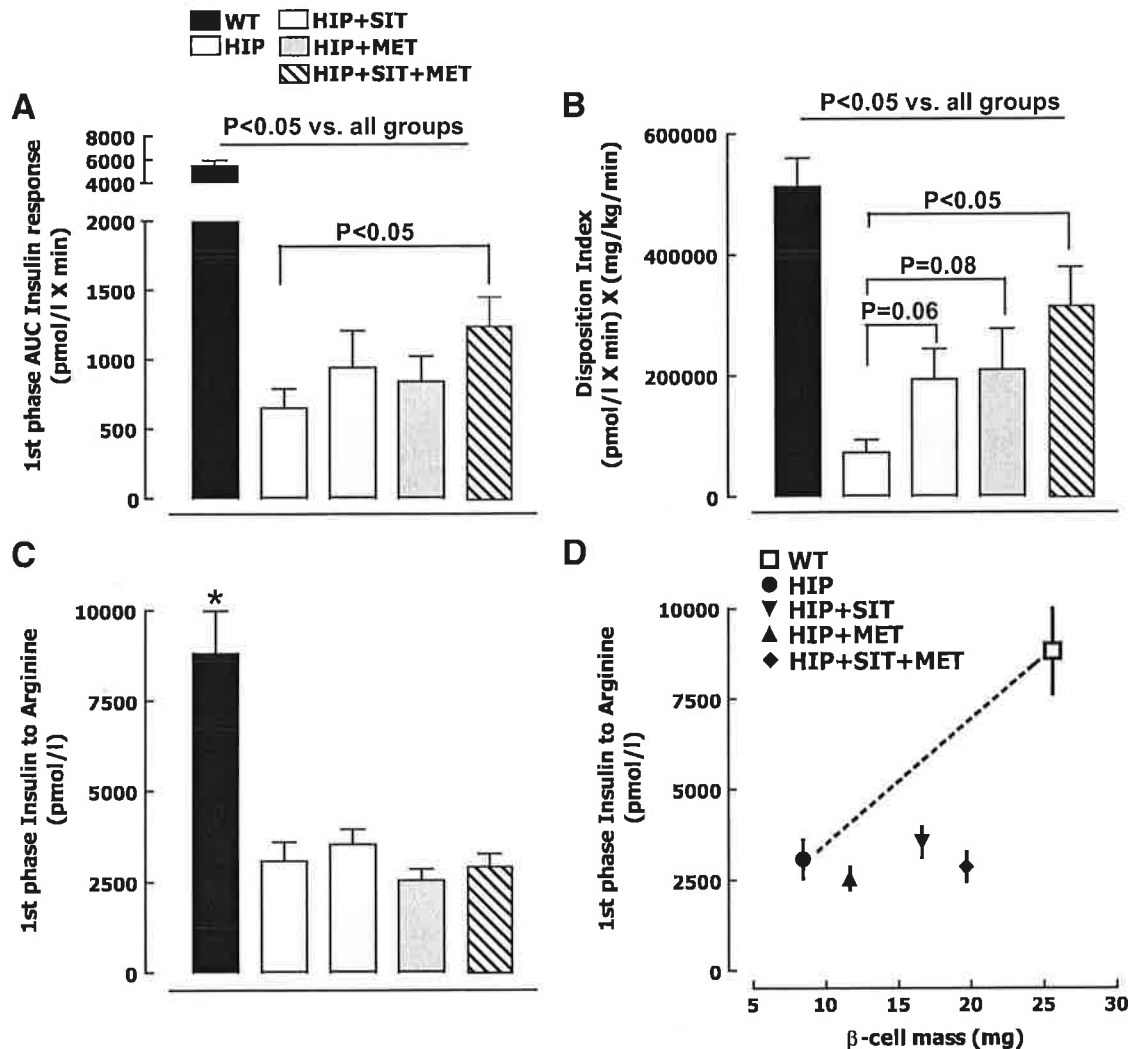 WT
HIP
HIP+SIT
HIP+MET
HIP+SIT+MET
A
P<0.05 vs. all groups
8000
6000
4000
2000
1500
1000
500
0
P<0.05
1st phase AUC Insulin response
(pmol/l X min)
B
P<0.05 vs. all groups
600000
400000
200000
0
P<0.05
P=0.08
P=0.06
Disposition Index
(pmol/l X min) X (mg/kg/min)
C
*
10000
7500
5000
2500
0
1st phase Insulin to Arginine
(pmol/l)
D
WT
HIP
HIP+SIT
HIP+MET
HIP+SIT+MET
10000
7500
5000
2500
0
1st phase Insulin to Arginine
(pmol/l)
5 10 15 20 25 30
β-cell mass (mg)